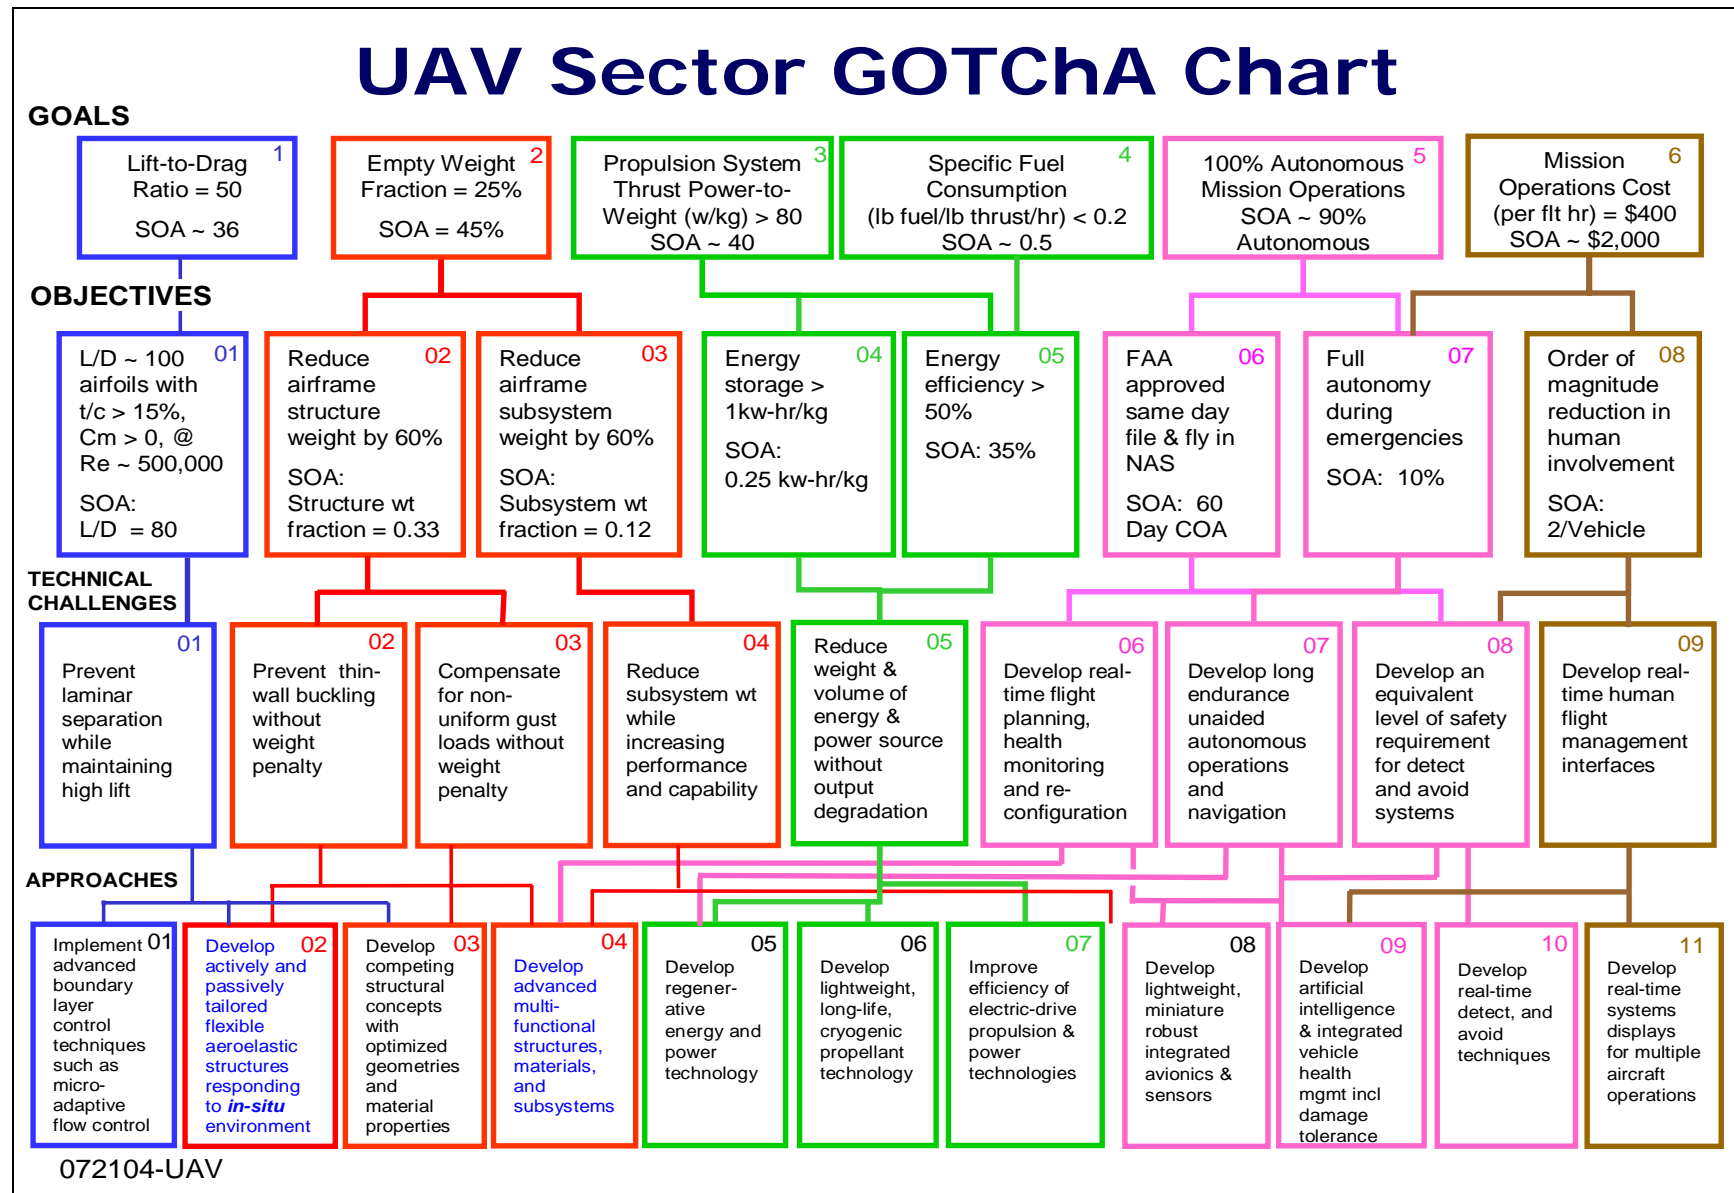 UAV Sector GOTChA Chart
GOALS
1
Lift-to-Drag
Ratio = 50
SOA ~ 36
2
Empty Weight
Fraction = 25%
SOA = 45%
3
Propulsion System
Thrust Power-to-
Weight (w/kg) > 80
SOA ~ 40
4
Specific Fuel
Consumption
(lb fuel/lb thrust/hr) < 0.2
SOA ~ 0.5
5
100% Autonomous
Mission Operations
SOA ~ 90%
Autonomous
6
Mission
Operations Cost
(per flt hr) = $400
SOA ~ $2,000
OBJECTIVES
01
L/D ~ 100
airfoils with
t/c > 15%,
Cm > 0, @
Re ~ 500,000
SOA:
L/D = 80
02
Reduce
airframe
structure
weight by 60%
SOA:
Structure wt
fraction = 0.33
03
Reduce
airframe
subsystem
weight by 60%
SOA:
Subsystem wt
fraction = 0.12
04
Energy
storage >
1kw-hr/kg
SOA:
0.25 kw-hr/kg
05
Energy
efficiency >
50%
SOA: 35%
06
FAA
approved
same day
file & fly in
NAS
SOA: 60
Day COA
07
Full
autonomy
during
emergencies
SOA: 10%
08
Order of
magnitude
reduction in
human
involvement
SOA:
2/Vehicle
TECHNICAL
CHALLENGES
01
Prevent
laminar
separation
while
maintaining
high lift
02
Prevent thin-
wall buckling
without
weight
penalty
03
Compensate
for non-
uniform gust
loads without
weight
penalty
04
Reduce
subsystem wt
while
increasing
performance
and capability
05
Reduce
weight &
volume of
energy &
power source
without
output
degradation
06
Develop real-
time flight
planning,
health
monitoring
and re-
configuration
07
Develop long
endurance
unaided
autonomous
operations
and
navigation
08
Develop an
equivalent
level of safety
requirement
for detect
and avoid
systems
09
Develop real-
time human
flight
management
interfaces
APPROACHES
01
Implement
advanced
boundary
layer
control
techniques
such as
micro-
adaptive
flow control
02
Develop
actively and
passively
tailored
flexible
aeroelastic
structures
responding
to in-situ
environment
03
Develop
competing
structural
concepts
with
optimized
geometries
and
material
properties
04
Develop
advanced
multi-
functional
structures,
materials,
and
subsystems
05
Develop
regener-
ative
energy and
power
technology
06
Develop
lightweight,
long-life,
cryogenic
propellant
technology
07
Improve
efficiency of
electric-drive
propulsion &
power
technologies
08
Develop
lightweight,
miniature
robust
integrated
avionics &
sensors
09
Develop
artificial
intelligence
& integrated
vehicle
health
mgmt incl
damage
tolerance
10
Develop
real-time
detect, and
avoid
techniques
11
Develop
real-time
systems
displays
for multiple
aircraft
operations
072104-UAV